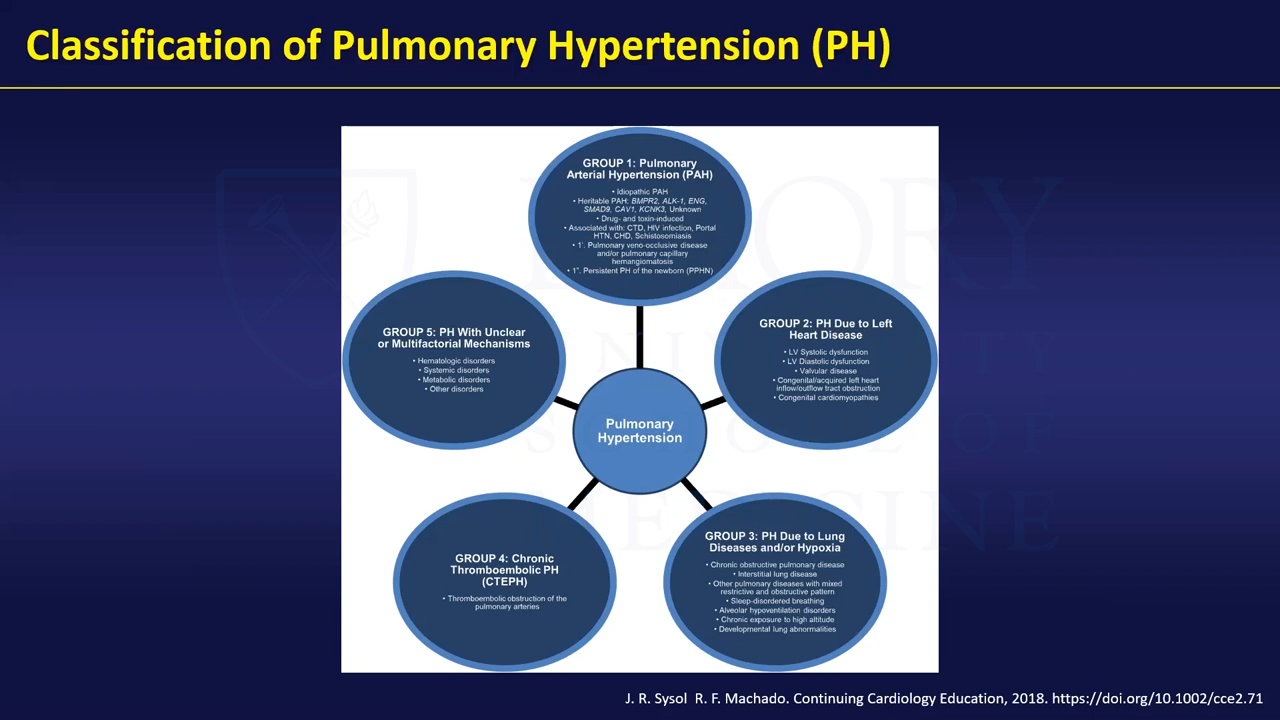 Classification of Pulmonary Hypertension (PH)
GROUP 1: Pulmonary
Arterial Hypertension (PAH)
• Idiopathic PAH
• Heritable PAH: BMPR2, ALK-1, ENG,
SMAD9, CAV1, KCNK3, Unknown
• Drug- and toxin-induced
• Associated with: CTD, HIV infection, Portal
HTN, CHD, Schistosomiasis
• 1'. Pulmonary veno-occlusive disease
and/or pulmonary capillary
hemangiomatosis
• 1". Persistent PH of the newborn (PPHN)
GROUP 2: PH Due to Left
Heart Disease
• LV Systolic dysfunction
• LV Diastolic dysfunction
• Valvular disease
• Congenital/acquired left heart
inflow/outflow tract obstruction
• Congenital cardiomyopathies
GROUP 3: PH Due to Lung
Diseases and/or Hypoxia
• Chronic obstructive pulmonary disease
• Interstitial lung disease
• Other pulmonary diseases with mixed
restrictive and obstructive pattern
• Sleep-disordered breathing
• Alveolar hypoventilation disorders
• Chronic exposure to high altitude
• Developmental lung abnormalities
GROUP 4: Chronic
Thromboembolic PH
(CTEPH)
• Thromboembolic obstruction of the
pulmonary arteries
GROUP 5: PH With Unclear
or Multifactorial Mechanisms
• Hematologic disorders
• Systemic disorders
• Metabolic disorders
• Other disorders
Pulmonary
Hypertension
EMORY
UNIVERSITY
SCHOOL OF
MEDICINE
J. R. Sysol R. F. Machado. Continuing Cardiology Education, 2018. https://doi.org/10.1002/cce2.71